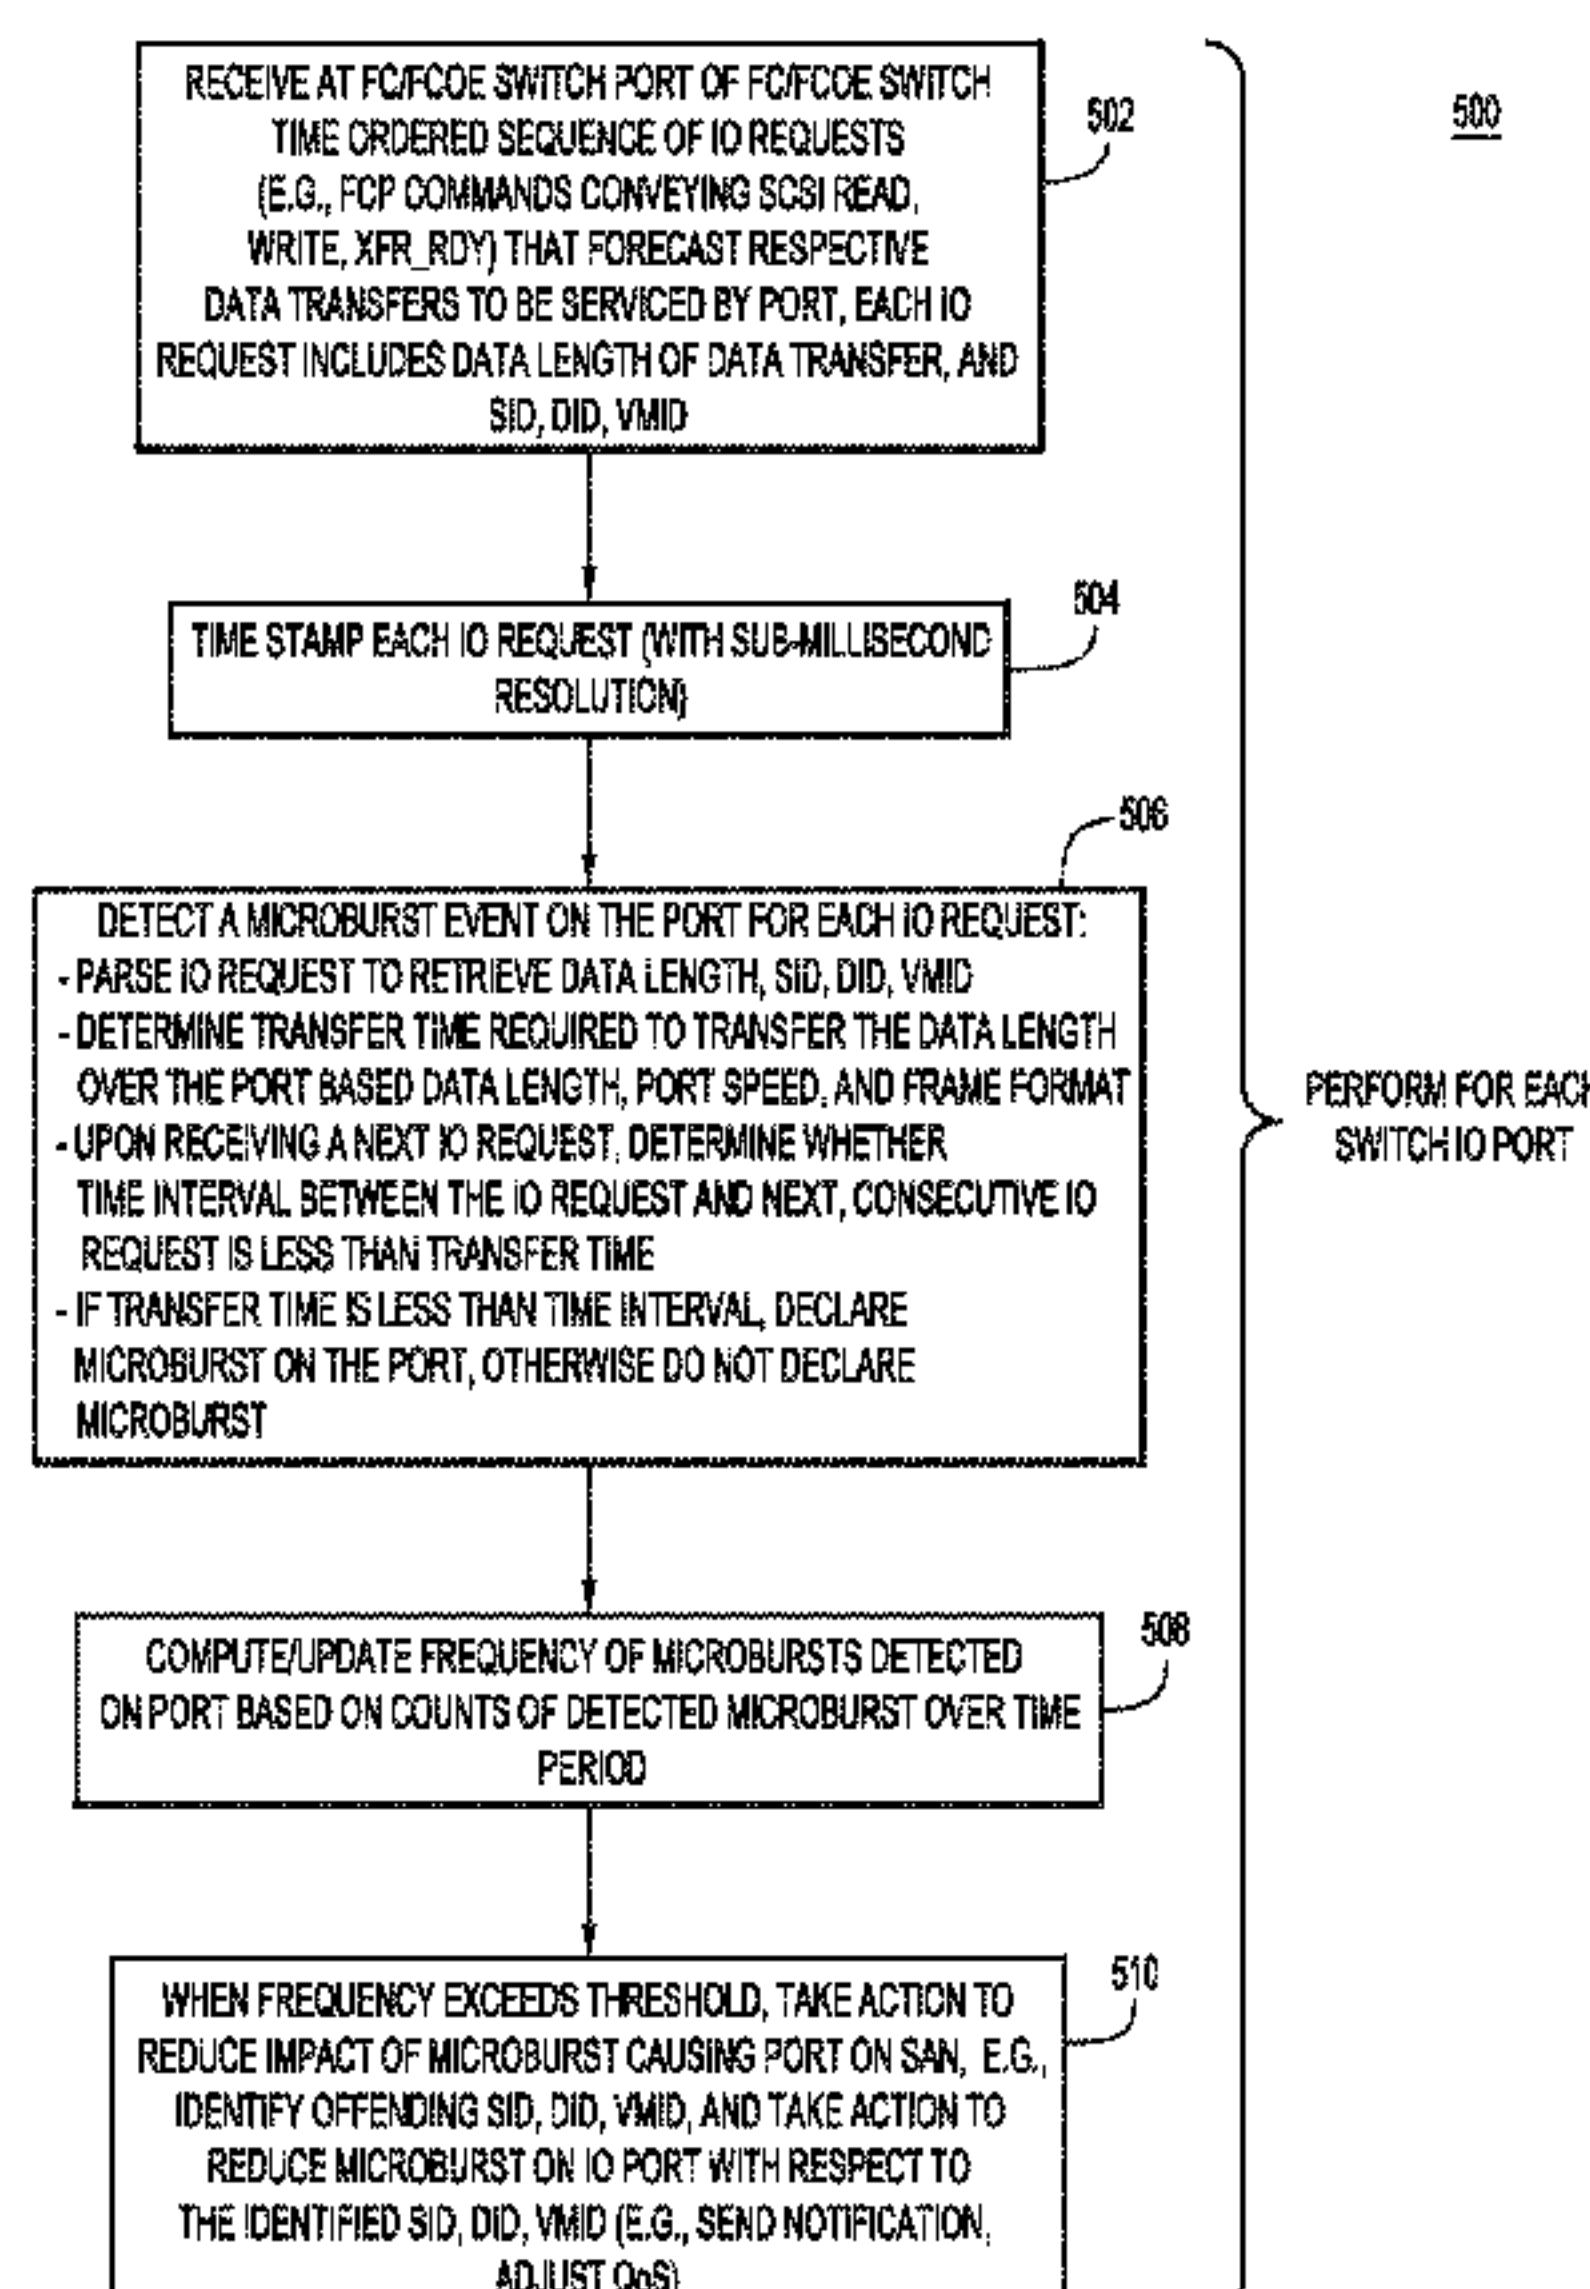 500
RECEIVE AT FC/FCOE SWITCH PORT OF FC/FCOE SWITCH
TIME ORDERED SEQUENCE OF IO REQUESTS
(E.G., FCP COMMANDS CONVEYING SCSI READ,
WRITE, XFR_RDY) THAT FORECAST RESPECTIVE
DATA TRANSFERS TO BE SERVICED BY PORT, EACH IO
REQUEST INCLUDES DATA LENGTH OF DATA TRANSFER, AND
SID, DID, VMID
502
TIME STAMP EACH IO REQUEST (WITH SUB-MILLISECOND
RESOLUTION)
504
506
DETECT A MICROBURST EVENT ON THE PORT FOR EACH IO REQUEST:
- PARSE IO REQUEST TO RETRIEVE DATA LENGTH, SID, DID, VMID
- DETERMINE TRANSFER TIME REQUIRED TO TRANSFER THE DATA LENGTH
OVER THE PORT BASED DATA LENGTH, PORT SPEED, AND FRAME FORMAT
- UPON RECEIVING A NEXT IO REQUEST, DETERMINE WHETHER
TIME INTERVAL BETWEEN THE IO REQUEST AND NEXT, CONSECUTIVE IO
REQUEST IS LESS THAN TRANSFER TIME
- IF TRANSFER TIME IS LESS THAN TIME INTERVAL, DECLARE
MICROBURST ON THE PORT, OTHERWISE DO NOT DECLARE
MICROBURST
PERFORM FOR EACH
SWITCH IO PORT
COMPUTE/UPDATE FREQUENCY OF MICROBURSTS DETECTED
ON PORT BASED ON COUNTS OF DETECTED MICROBURST OVER TIME
PERIOD
508
WHEN FREQUENCY EXCEEDS THRESHOLD, TAKE ACTION TO
REDUCE IMPACT OF MICROBURST CAUSING PORT ON SAN, E.G.,
IDENTIFY OFFENDING SID, DID, VMID, AND TAKE ACTION TO
REDUCE MICROBURST ON IO PORT WITH RESPECT TO
THE IDENTIFIED SID, DID, VMID (E.G., SEND NOTIFICATION,
ADJUST QoS)
510